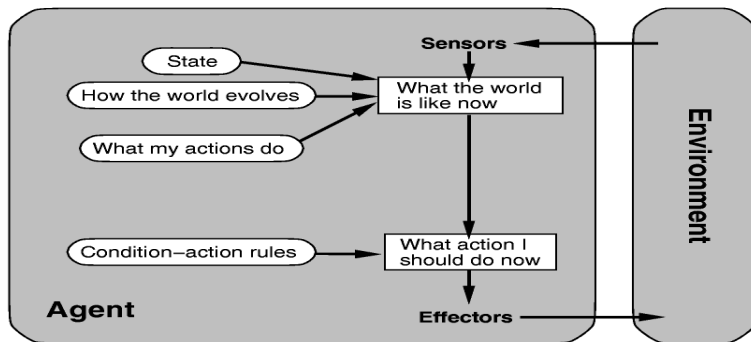 Sensors
State
What the world
is like now
How the world evolves
What my actions do
Condition–action rules
What action I
should do now
Agent
Effectors
Environment